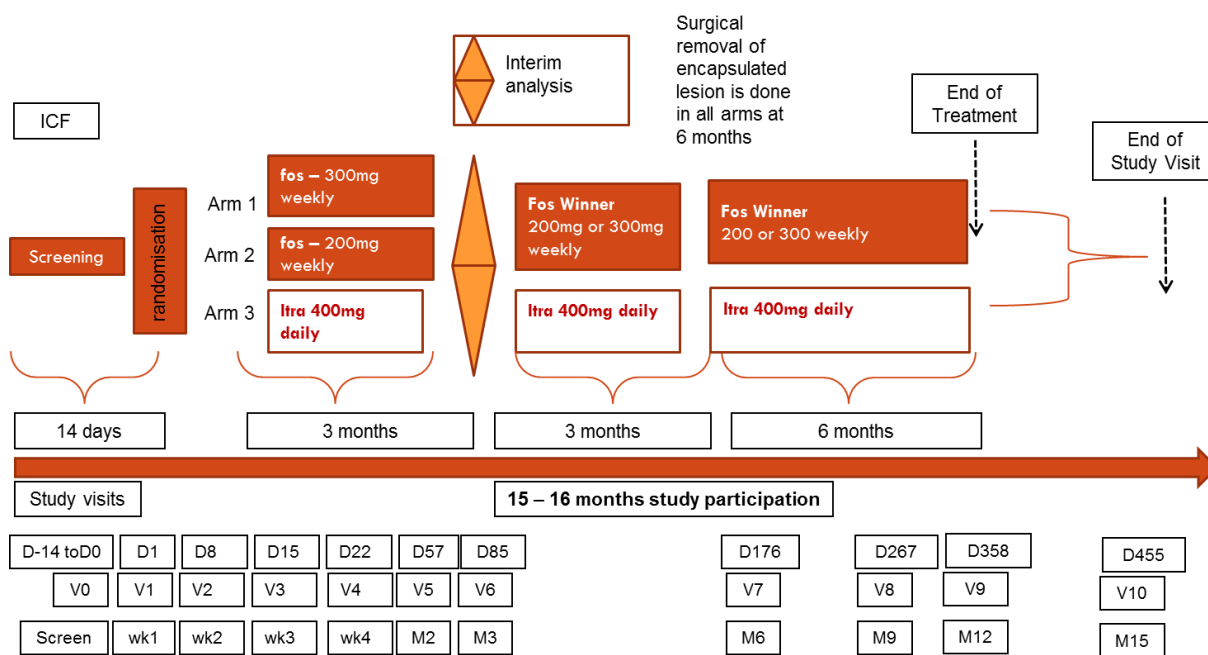 ICF
Interim
analysis
Surgical
removal of
encapsulated
lesion is done
in all arms at
6 months
End of
Treatment
End of
Study Visit
Screening
randomisation
Arm 1
fos – 300mg
weekly
Arm 2
fos – 200mg
weekly
Arm 3
Itra 400mg
daily
Fos Winner
200mg or 300mg
weekly
Itra 400mg daily
Fos Winner
200 or 300 weekly
Itra 400mg daily
14 days
3 months
3 months
6 months
Study visits
15 – 16 months study participation
D-14 toD0
D1
D8
D15
D22
D57
D85
D176
D267
D358
D455
V0
V1
V2
V3
V4
V5
V6
V7
V8
V9
V10
Screen
wk1
wk2
wk3
wk4
M2
M3
M6
M9
M12
M15